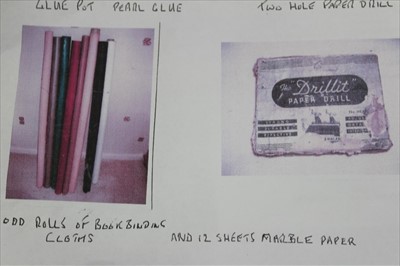 GLUE POT PEARL GLUE
TWO HOLE PAPER DRILL
The "Drillit"
PAPER DRILL
ODD ROLLS OF BOOKBINDING
CLOTHS
AND 12 SHEETS MARBLE PAPER